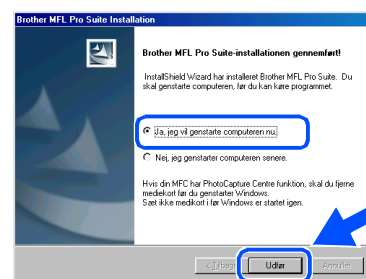 Brother MFL Pro Suite Installation
Brother MFL Pro Suite-installationen gennemført!
InstallShield Wizard har installeret Brother MFL Pro Suite. Du
skal genstarte computeren, før du kan køre programmet.
Ja, jeg vil genstarte computeren nu.
Nej, jeg genstarter computeren senere.
Hvis din MFC har PhotoCapture Centre funktion, skal du fjerne
mediekort før du genstarter Windows.
Sæt ikke medikort i før Windows er startet igen.
< Tilbage Udfør Annuller